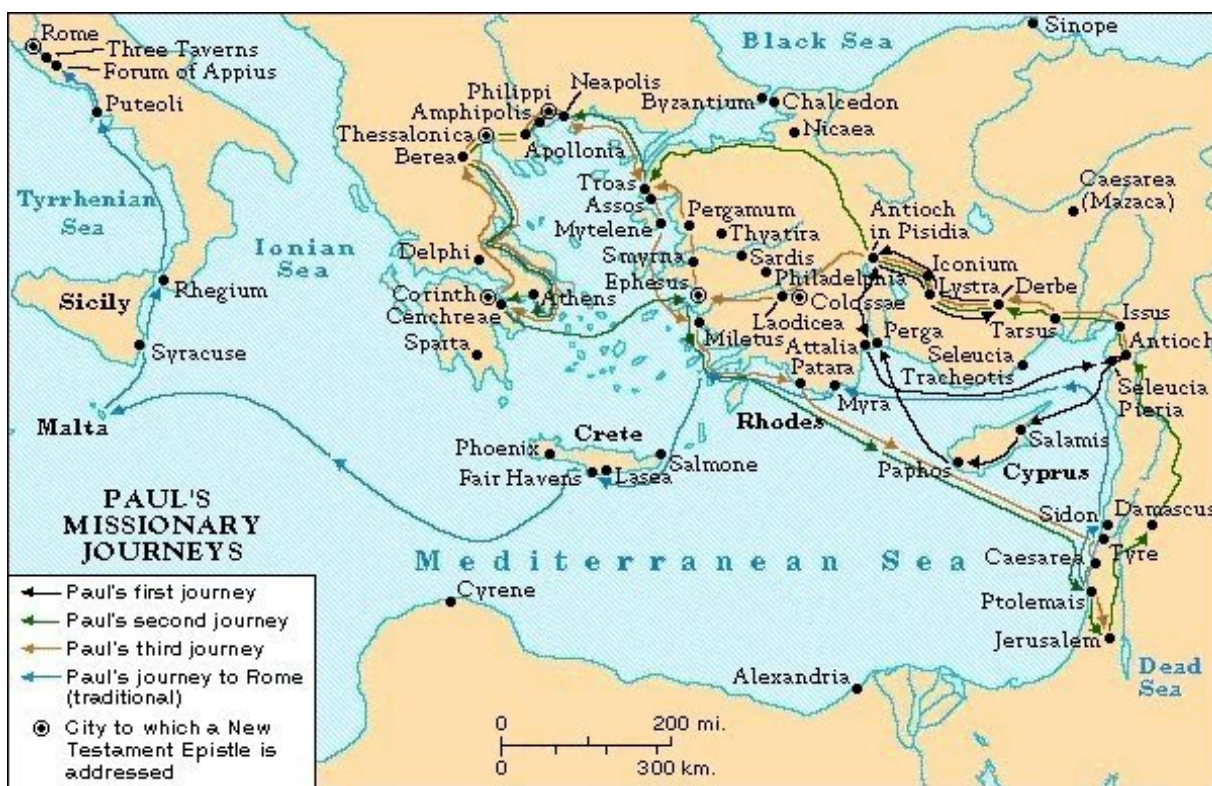 Rome
Three Taverns
Forum of Appius
Puteoli
Tyrrhenian
Sea
Ionian
Sea
Sicily
Rhegium
Syracuse
Malta
Black Sea
Sinope
Neapolis
Philippi
Amphipolis
Thessalonica
Berea
Apollonia
Byzantium
Chalcedon
Nicaea
Caesarea
(Mazaca)
Troas
Assos
Mytelene
Pergamum
Thyatira
Smyrna
Sardis
Ephesus
Philadelphia
Colossae
Laodicea
Miletus
Antioch
in Pisidia
Iconium
Lystra
Derbe
Tarsus
Issus
Antioch
Perga
Attalia
Seleucia
Tracheotis
Seleucia
Pieria
Delphi
Corinth
Athens
Cenchreae
Sparta
Patara
Myra
Rhodes
Salamis
Paphos
Cyprus
Crete
Phoenix
Salmone
Fair Havens
Lasea
Sidon
Damascus
Tyre
Caesarea
Ptolemais
Jerusalem
Dead
Sea
Mediterranean Sea
Cyrene
Alexandria
PAUL'S
MISSIONARY
JOURNEYS
Paul's first journey
Paul's second journey
Paul's third journey
Paul's journey to Rome
(traditional)
City to which a New
Testament Epistle is
addressed
0 200 mi.
0 300 km.